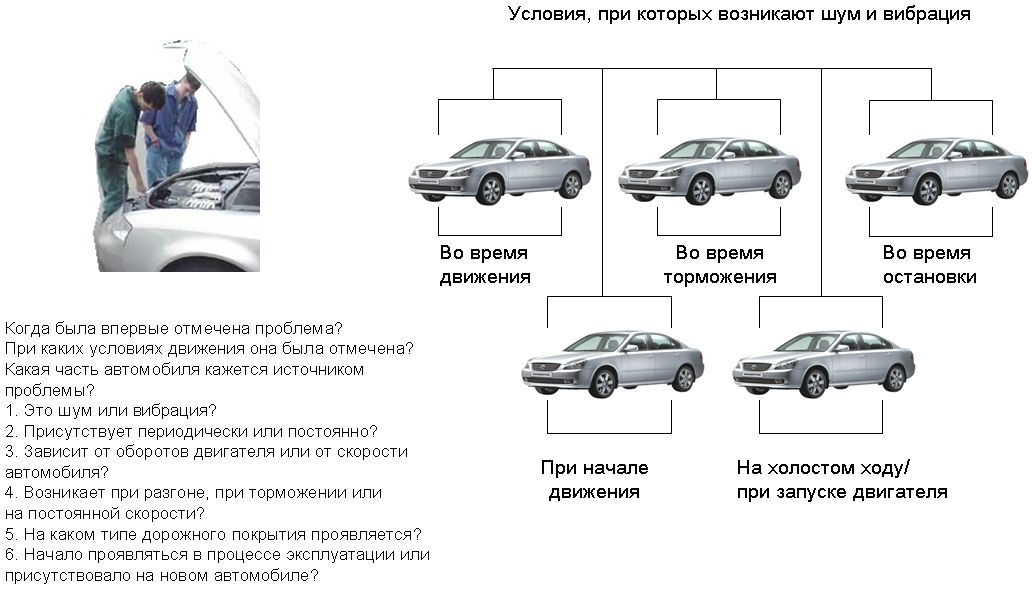 Условия, при которых возникают шум и вибрация
Во время
движения
Во время
торможения
Во время
остановки
При начале
движения
На холостом ходу/
при запуске двигателя
Когда была впервые отмечена проблема?
При каких условиях движения она была отмечена?
Какая часть автомобиля кажется источником
проблемы?
1. Это шум или вибрация?
2. Присутствует периодически или постоянно?
3. Зависит от оборотов двигателя или от скорости
автомобиля?
4. Возникает при разгоне, при торможении или
на постоянной скорости?
5. На каком типе дорожного покрытия проявляется?
6. Начало проявляться в процессе эксплуатации или
присутствовало на новом автомобиле?